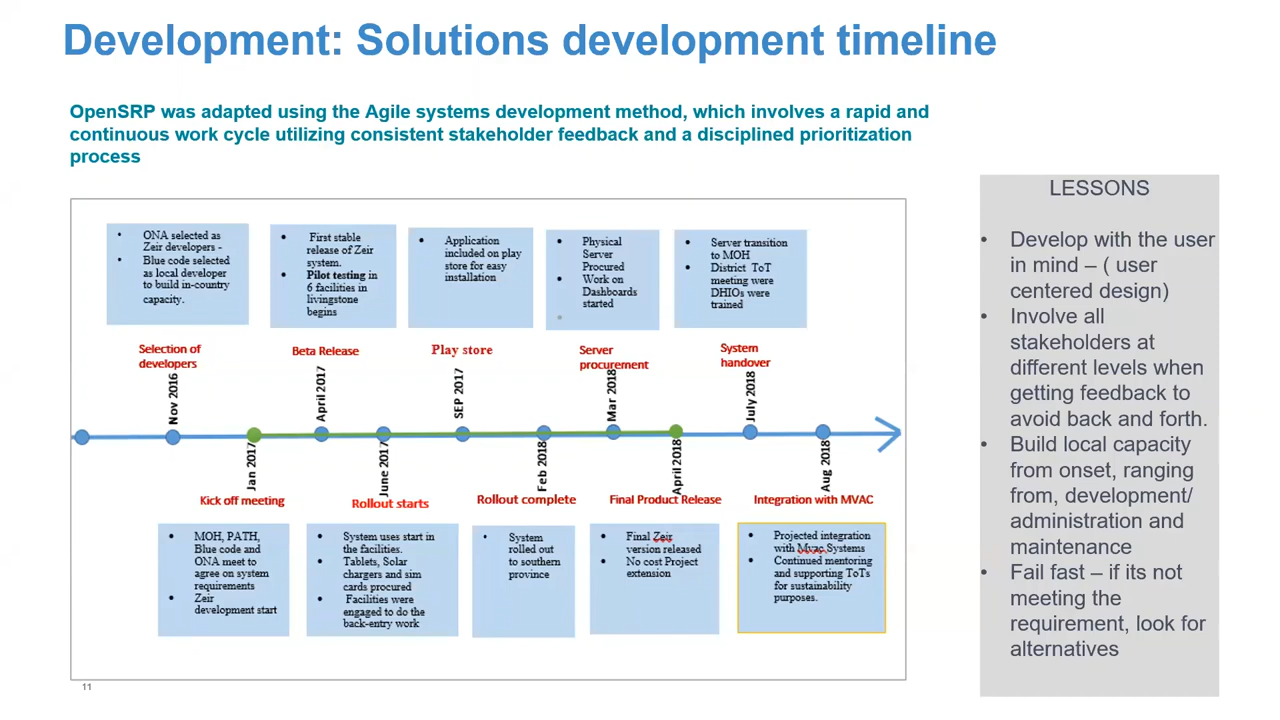 Development: Solutions development timeline
OpenSRP was adapted using the Agile systems development method, which involves a rapid and
continuous work cycle utilizing consistent stakeholder feedback and a disciplined prioritization
process
• ONA selected as
Zeir developers -
• Blue code selected
as local developer
to build in-country
capacity.
• First stable
release of Zeir
system.
• Pilot testing in
6 facilities in
livingstone
begins
• Application
included on play
store for easy
installation
• Physical
Server
Procured
• Work on
Dashboards
started
•
• Server transition
to MOH
• District ToT
meeting were
DHIOs were
trained
Selection of
developers
Beta Release
Play store
Server
procurement
System
handover
Nov 2016
April 2017
SEP 2017
Mar 2018
July 2018
Jan 2017
June 2017
Feb 2018
April 2018
Aug 2018
Kick off meeting
Rollout starts
Rollout complete
Final Product Release
Integration with MVAC
• MOH, PATH,
Blue code and
ONA meet to
agree on system
requirements
• Zeir
development start
• System uses start in
the facilities.
• Tablets, Solar
chargers and sim
cards procured
• Facilities were
engaged to do the
back-entry work
• System
rolled out
to southern
province
• Final Zeir
version released
• No cost Project
extension
• Projected integration
with Mvac Systems
• Continued mentoring
and supporting ToTs
for sustainability
purposes.
LESSONS
• Develop with the user
in mind – ( user
centered design)
• Involve all
stakeholders at
different levels when
getting feedback to
avoid back and forth.
• Build local capacity
from onset, ranging
from, development/
administration and
maintenance
• Fail fast – if its not
meeting the
requirement, look for
alternatives
11